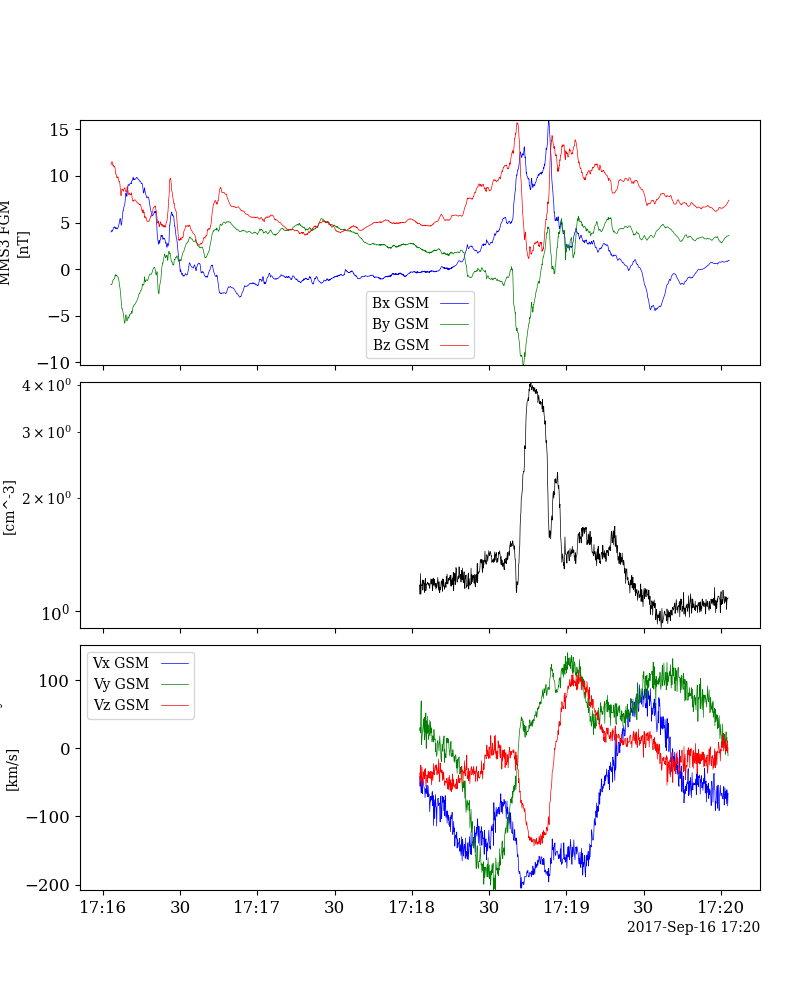 MMS3 FGM
[nT]
15
10
5
0
−5
−10
Bx GSM
By GSM
Bz GSM
[cm^-3]
4 × 10⁰
3 × 10⁰
2 × 10⁰
10⁰
[km/s]
100
0
−100
−200
Vx GSM
Vy GSM
Vz GSM
17:16 30 17:17 30 17:18 30 17:19 30 17:20
2017-Sep-16 17:20